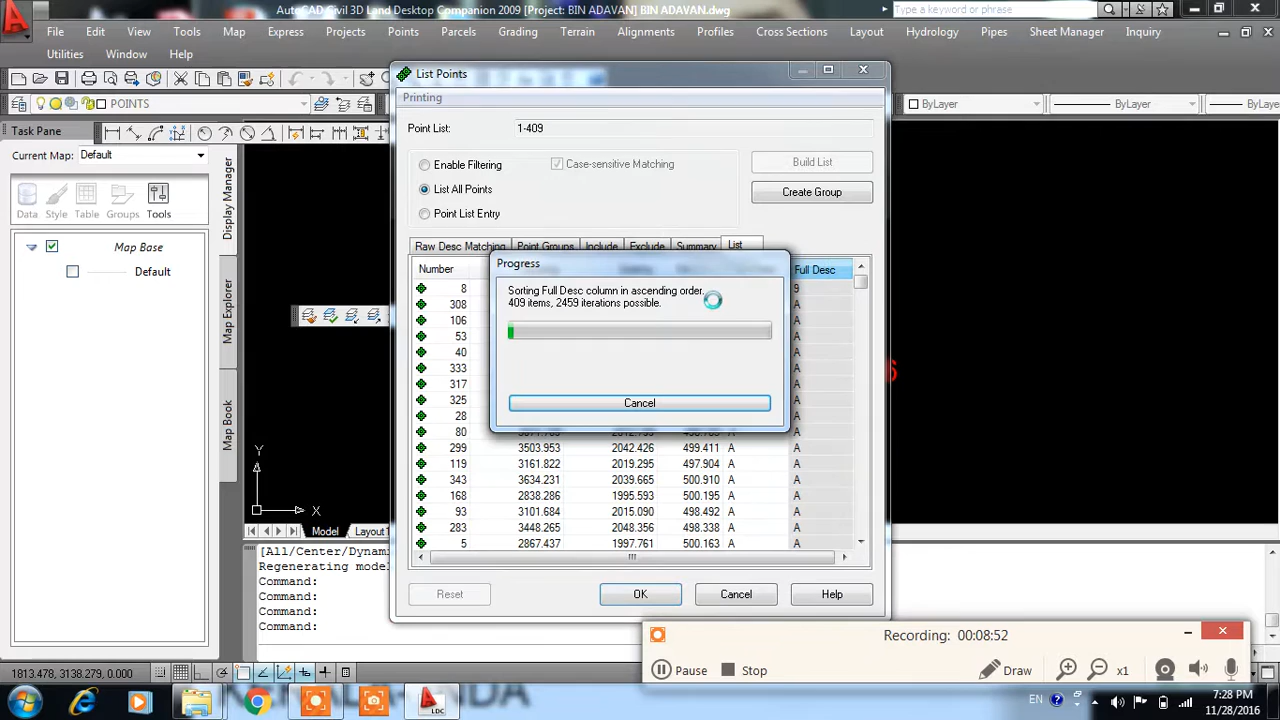 AutoCAD Civil 3D Land Desktop Companion 2009 [Project: BIN ADAVAN] BIN ADAVAN.dwg
Type a keyword or phrase
File Edit View Tools Map Express Projects Points Parcels Grading Terrain Alignments Profiles Cross Sections Layout Hydrology Pipes Sheet Manager Inquiry
Utilities Window Help
POINTS
ByLayer
ByLayer
ByLayer
Task Pane
Current Map: Default
Data Style Table Groups Tools
Map Base
Default
Display Manager
Map Explorer
Map Book
List Points
Printing
Point List: 1-409
Enable Filtering
Case-sensitive Matching
Build List
List All Points
Create Group
Point List Entry
Raw Desc Matching Point Groups Include Exclude Summary List
Number Full Desc
8 9
308 A
106 A
53 A
40 A
333 A
317 A
325 A
28 A
80 A
299 3503.953 2042.426 499.411 A A
119 3161.822 2019.295 497.904 A A
343 3634.231 2039.665 500.910 A A
168 2838.286 1995.593 500.195 A A
93 3101.684 2015.090 498.492 A A
283 3448.265 2048.356 498.338 A A
5 2867.437 1997.761 500.163 A A
Progress
Sorting Full Desc column in ascending order.
409 items, 2459 iterations possible.
Cancel
Reset OK Cancel Help
Y
X
Model
[All/Center/Dynami
Regenerating model
Command:
Command:
Command:
Command:
Recording: 00:08:52
Pause Stop Draw x1
1813.478, 2138.279, 0.000
LDC
EN
7:28 PM
11/28/2016